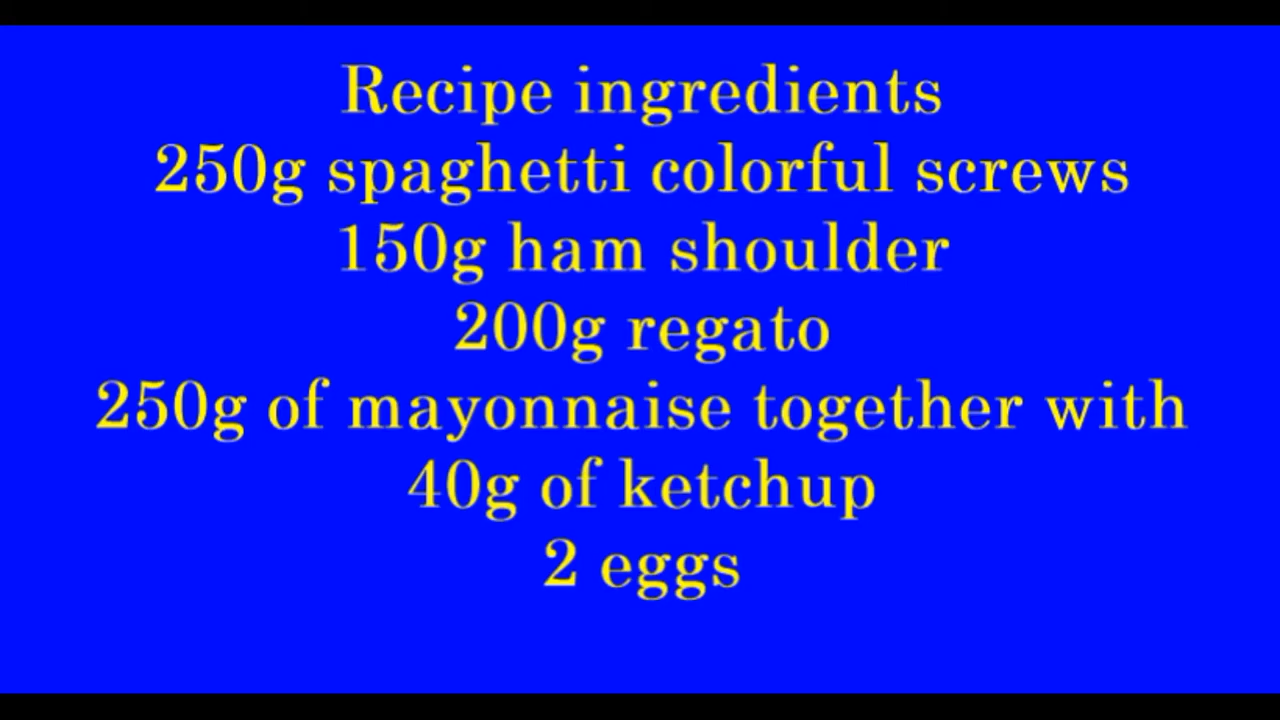 Recipe ingredients
250g spaghetti colorful screws
150g ham shoulder
200g regato
250g of mayonnaise together with
40g of ketchup
2 eggs